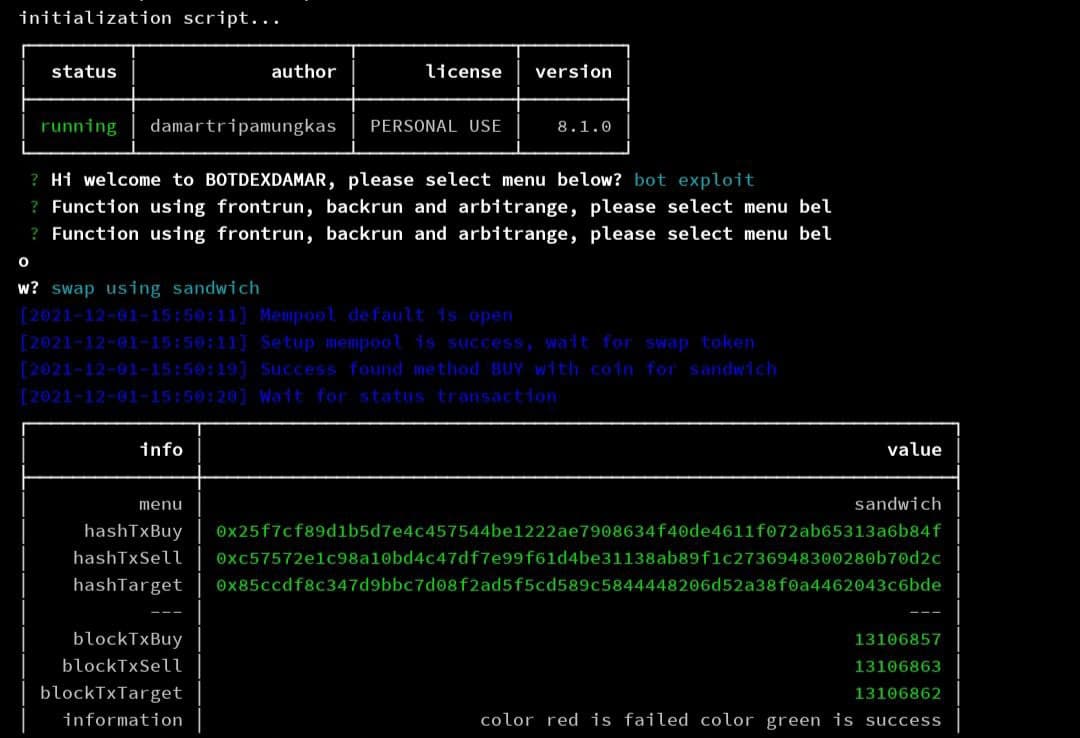 initialization script...
status author license version
running damartripamungkas PERSONAL USE 8.1.0
? Hi welcome to BOTDEXDAMAR, please select menu below? bot exploit
? Function using frontrun, backrun and arbitrange, please select menu bel
? Function using frontrun, backrun and arbitrange, please select menu bel
o
w? swap using sandwich
[2021-12-01-15:50:11] Mempool default is open
[2021-12-01-15:50:11] Setup mempool is success, wait for swap token
[2021-12-01-15:50:19] Success found method BUY with coin for sandwich
[2021-12-01-15:50:20] Wait for status transaction
info value
menu sandwich
hashTxBuy 0x25f7cf89d1b5d7e4c457544be1222ae7908634f40de4611f072ab65313a6b84f
hashTxSell 0xc57572e1c98a10bd4c47df7e99f61d4be31138ab89f1c2736948300280b70d2c
hashTarget 0x85ccdf8c347d9bbc7d08f2ad5f5cd589c5844448206d52a38f0a4462043c6bde
--- ---
blockTxBuy 13106857
blockTxSell 13106863
blockTxTarget 13106862
information color red is failed color green is success